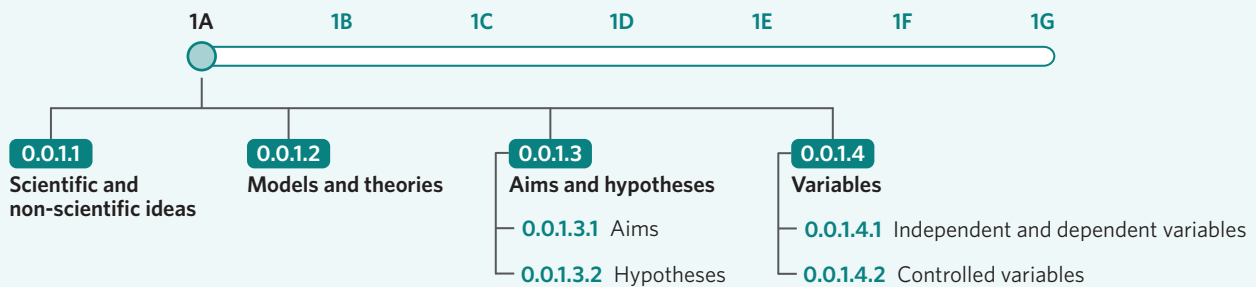 1A 1B 1C 1D 1E 1F 1G
0.0.1.1
Scientific and
non-scientific ideas
0.0.1.2
Models and theories
0.0.1.3
Aims and hypotheses
0.0.1.3.1 Aims
0.0.1.3.2 Hypotheses
0.0.1.4
Variables
0.0.1.4.1 Independent and dependent variables
0.0.1.4.2 Controlled variables